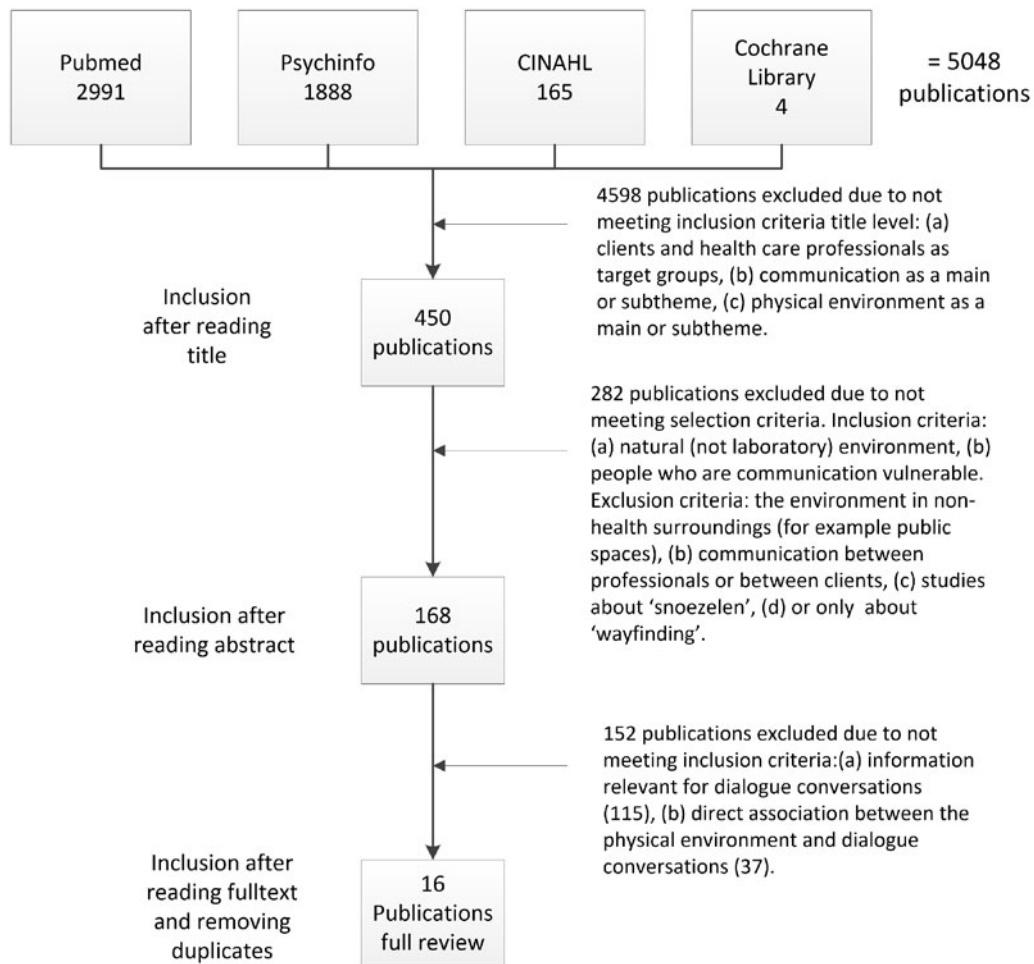 Pubmed
2991
Psychinfo
1888
CINAHL
165
Cochrane
Library
4
= 5048
publications
4598 publications excluded due to not
meeting inclusion criteria title level: (a)
clients and health care professionals as
target groups, (b) communication as a main
or subtheme, (c) physical environment as a
main or subtheme.
Inclusion
after reading
title
450
publications
282 publications excluded due to not
meeting selection criteria. Inclusion criteria:
(a) natural (not laboratory) environment, (b)
people who are communication vulnerable.
Exclusion criteria: the environment in non-
health surroundings (for example public
spaces), (b) communication between
professionals or between clients, (c) studies
about ‘snoezelen’, (d) or only about
‘wayfinding’.
Inclusion after
reading abstract
168
publications
152 publications excluded due to not
meeting inclusion criteria:(a) information
relevant for dialogue conversations
(115), (b) direct association between the
physical environment and dialogue
conversations (37).
Inclusion after
reading fulltext
and removing
duplicates
16
Publications
full review